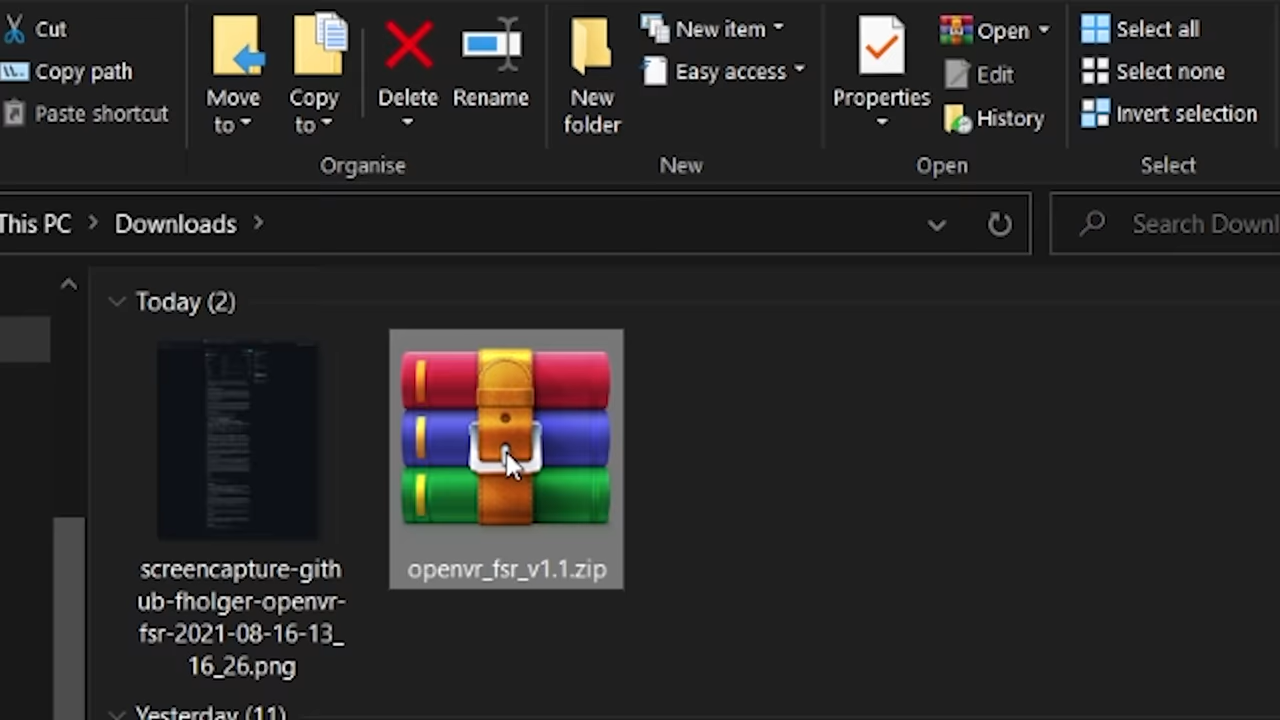 Cut
Copy path
Paste shortcut
Move to
Copy to
Delete
Rename
Organise
New folder
New item
Easy access
New
Properties
Open
Edit
History
Open
Select all
Select none
Invert selection
Select
This PC > Downloads >
Search Downl
Today (2)
screencapture-gith
ub-fholger-openvr-
fsr-2021-08-16-13_
16_26.png
openvr_fsr_v1.1.zip
Yesterday (11)